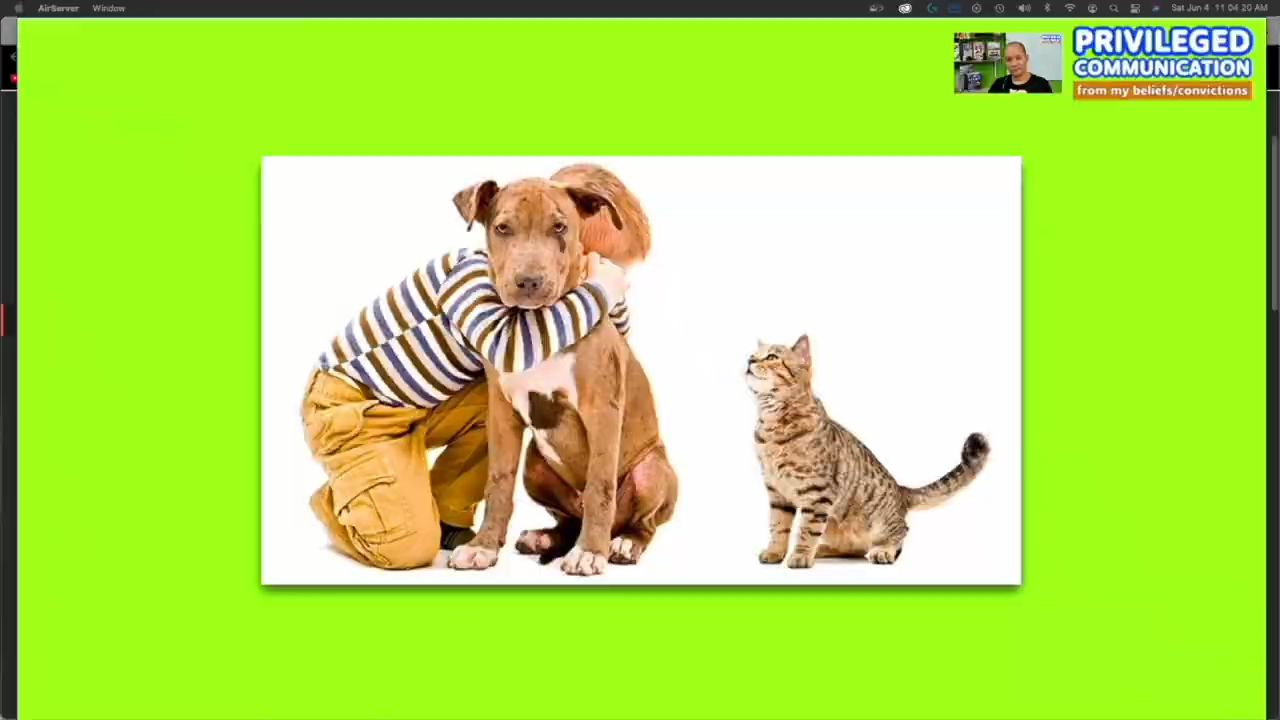 AirServer Window Sat Jun 4 11:04:20 AM
PRIVILEGED
COMMUNICATION
from my beliefs/convictions